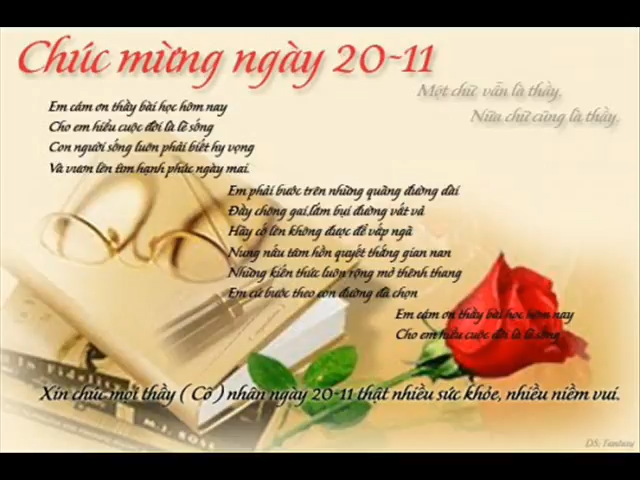 Chúc mừng ngày 20-11
Một chữ vẫn là thầy,
Nửa chữ cũng là thầy.
Em cám ơn thầy bài học hôm nay
Cho em hiểu cuộc đời là lẽ sống
Con người sống luôn phải biết hy vọng
Và vươn lên tìm hạnh phúc ngày mai.
Em phải bước trên những quãng đường dài
Đầy chông gai, lấm bụi đường vất vả
Hãy cố lên không được để vấp ngã
Nung nấu tâm hồn quyết thắng gian nan
Những kiến thức luôn rộng mở thênh thang
Em cứ bước theo con đường đã chọn
Em cám ơn thầy bài học hôm nay
Cho em hiểu cuộc đời là lẽ sống
Xin chúc mọi thầy ( Cô ) nhân ngày 20-11 thật nhiều sức khỏe, nhiều niềm vui.
M. J. ROSS
DS: Fantasy